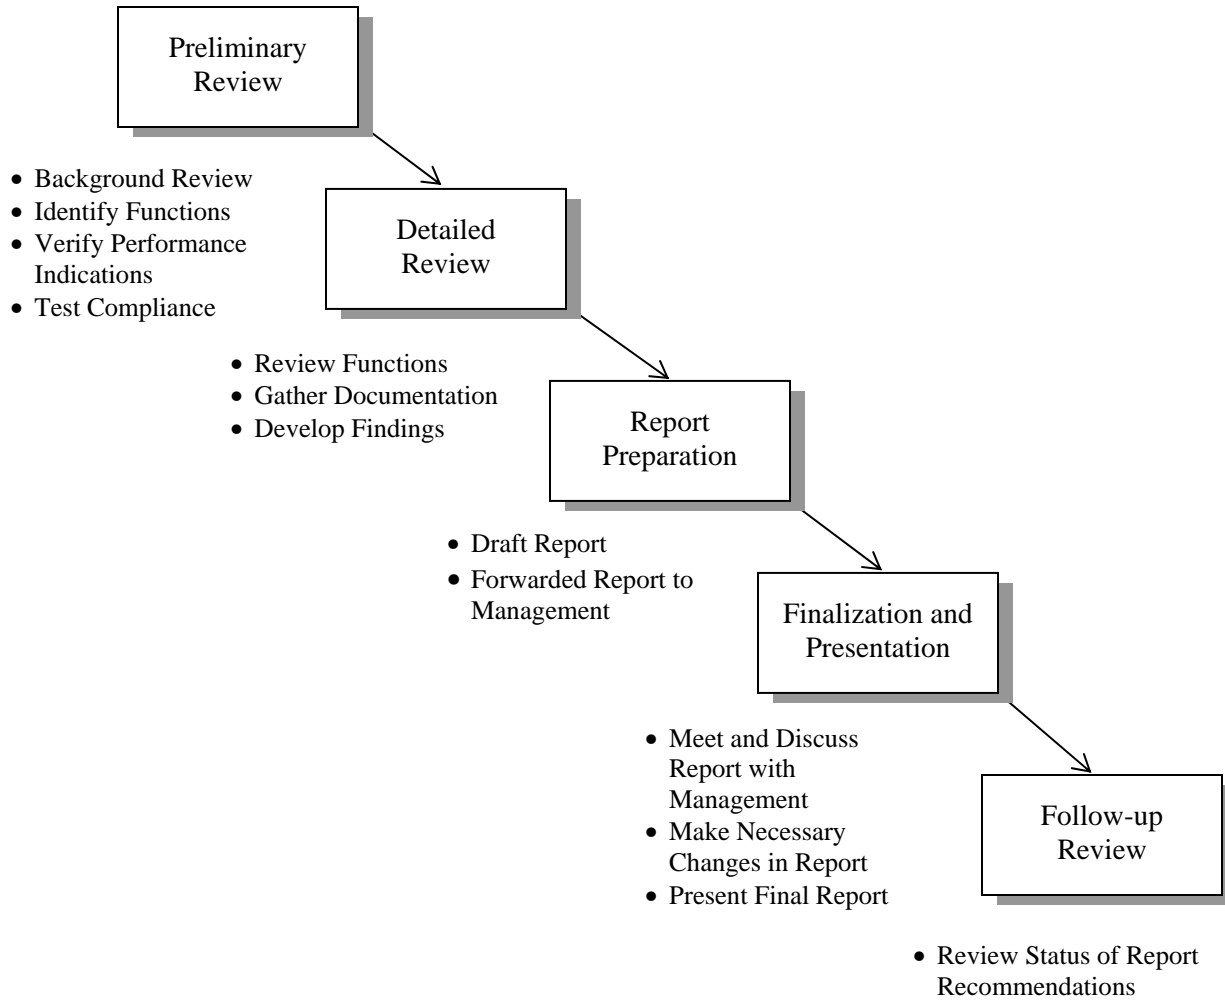 Preliminary
Review
• Background Review
• Identify Functions
• Verify Performance
Indications
• Test Compliance
Detailed
Review
• Review Functions
• Gather Documentation
• Develop Findings
Report
Preparation
• Draft Report
• Forwarded Report to
Management
Finalization and
Presentation
• Meet and Discuss
Report with
Management
• Make Necessary
Changes in Report
• Present Final Report
Follow-up
Review
• Review Status of Report
Recommendations